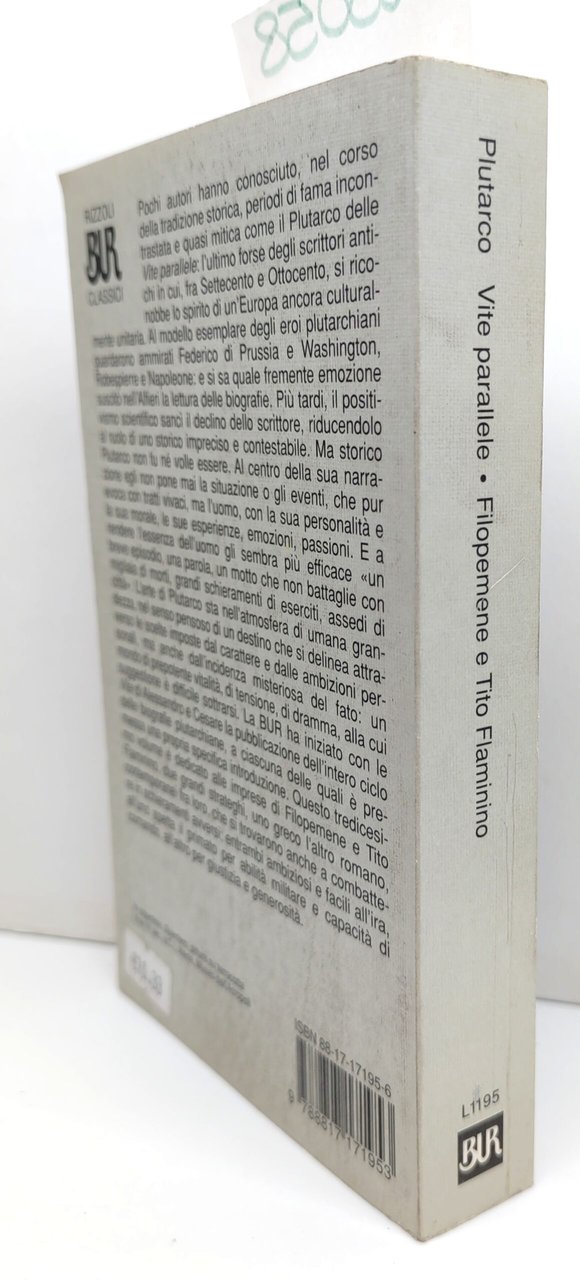 85058
RIZZOLI
BUR
CLASSICI
Pochi autori hanno conosciuto, nel corso
della tradizione storica, periodi di fama incon-
trastata e quasi mitica come il Plutarco delle
Vite parallele: l'ultimo forse degli scrittori anti-
chi in cui, fra Settecento e Ottocento, si rico-
nobbe lo spirito di un'Europa ancora cultural-
mente unitaria. Al modello esemplare degli eroi plutarchiani
guardarono ammirati Federico di Prussia e Washington,
Robespierre e Napoleone: e si sa quale fremente emozione
suscitò nell'Alfieri la lettura delle biografie. Più tardi, il positi-
vismo scientifico sancì il declino dello scrittore, riducendolo
al ruolo di uno storico impreciso e contestabile. Ma storico
Plutarco non fu né volle essere. Al centro della sua narra-
zione egli non pone mai la situazione o gli eventi, che pur
evoca con tratti vivaci, ma l'uomo, con la sua personalità e
la sua morale, le sue esperienze, emozioni, passioni. E a
rendere l'essenza dell'uomo gli sembra più efficace «un
breve episodio, una parola, un motto che non battaglie con
migliaia di morti, grandi schieramenti di eserciti, assedi di
città». L'arte di Plutarco sta nell'atmosfera di umana gran-
dezza, nel senso pensoso di un destino che si delinea attra-
verso le scelte imposte dal carattere e dalle ambizioni per-
sonali, ma anche dall'incidenza misteriosa del fato: un
mondo di prepotente vitalità, di tensione, di dramma, alla cui
suggestione è difficile sottrarsi. La BUR ha iniziato con le
Vite di Alessandro e Cesare la pubblicazione dell'intero ciclo
delle biografie plutarchiane, a ciascuna delle quali è pre-
messa una propria specifica introduzione. Questo tredicesi-
mo volume è dedicato alle imprese di Filopemene e Tito
Flaminino, due grandi strateghi, uno greco l'altro romano,
contemporanei fra loro, che si trovarono anche a combatte-
re in schieramenti avversi: entrambi ambiziosi e facili all'ira,
all'uno spetta il primato per abilità militare e capacità di
comando, all'altro per giustizia e generosità.
ISBN 88-17-17195-6
9 788817 171953
Plutarco Vite parallele • Filopemene e Tito Flaminino
L1195
BUR